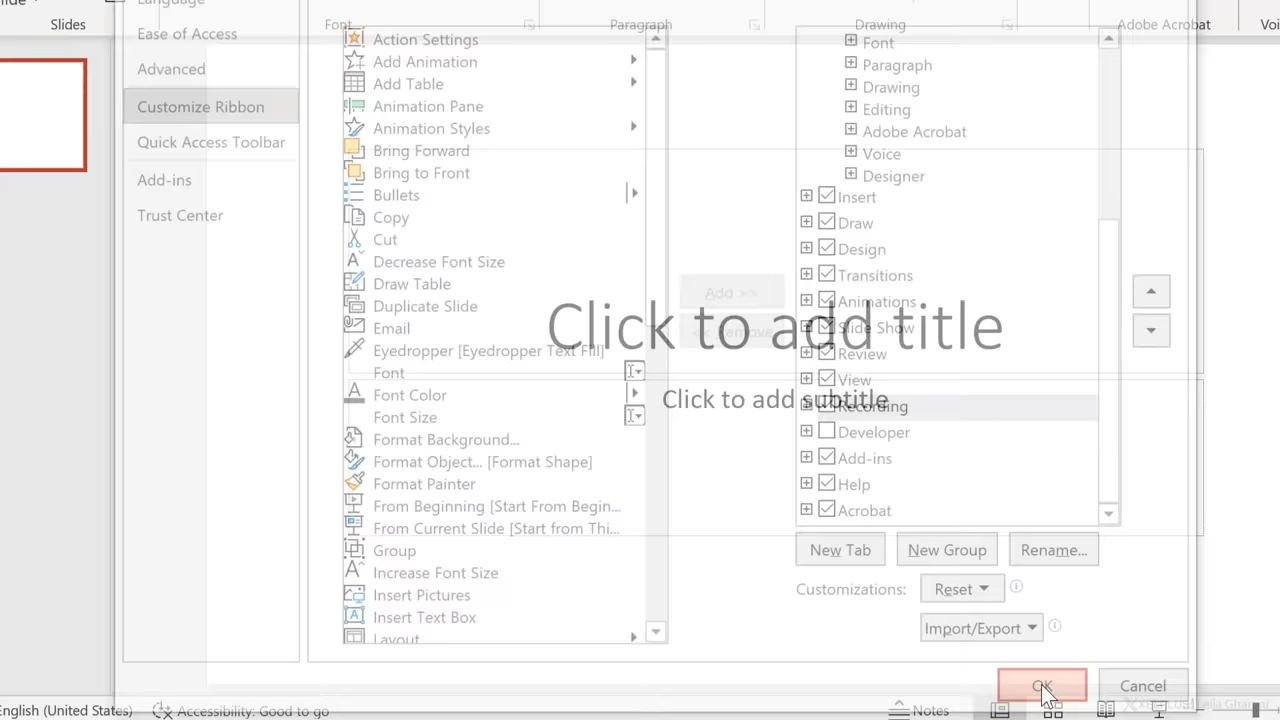 Slides
Font
Paragraph
Drawing
Adobe Acrobat
Voi
Language
Ease of Access
Advanced
Customize Ribbon
Quick Access Toolbar
Add-ins
Trust Center
Action Settings
Add Animation
Add Table
Animation Pane
Animation Styles
Bring Forward
Bring to Front
Bullets
Copy
Cut
Decrease Font Size
Draw Table
Duplicate Slide
Email
Eyedropper [Eyedropper Text Fill]
Font
Font Color
Font Size
Format Background...
Format Object... [Format Shape]
Format Painter
From Beginning [Start From Begin...
From Current Slide [Start from Thi...
Group
Increase Font Size
Insert Pictures
Insert Text Box
Layout
Add >>
<< Remove
Click to add title
Click to add subtitle
Font
Paragraph
Drawing
Editing
Adobe Acrobat
Voice
Designer
Insert
Draw
Design
Transitions
Animations
Slide Show
Review
View
Recording
Developer
Add-ins
Help
Acrobat
New Tab
New Group
Rename...
Customizations:
Reset
Import/Export
OK
Cancel
English (United States)
Accessibility: Good to go
Notes